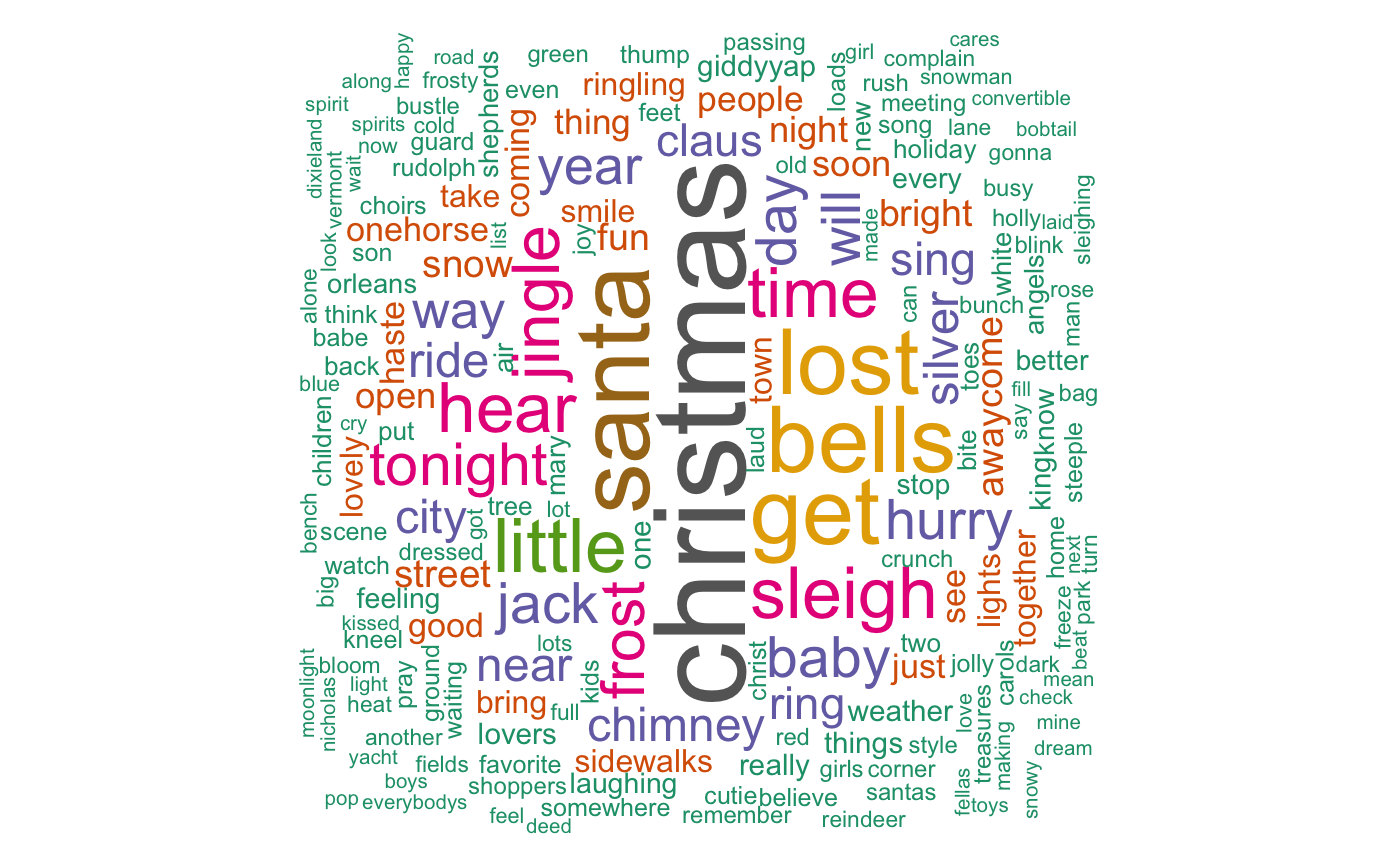 cares
passing
happy
road
green
thump
girl
complain
giddyyap
along
frosty
shepherds
even
ringling
people
loads
rush
snowman
spirit
bustle
feet
new
meeting
convertible
spirits
cold
coming
thing
claus
night
song
lane
bobtail
dixieland
now
guard
year
christmas
old
soon
holiday
gonna
wait
rudolph
day
will
every
busy
vermont
choirs
take
smile
made
bright
holly
laid
sleighing
look
son
onehorse
list
joy
fun
sing
white
angels
blink
snow
jingle
santa
time
alone
orleans
way
can
silver
bunch
man
rose
think
haste
babe
back
ride
air
town
lost
toes
away
come
better
blue
open
hear
fill
bag
children
cry
put
say
king
know
steeple
lovely
tonight
mary
laud
bells
bite
bench
scene
city
got
tree
lot
get
stop
hurry
home
next
turn
dressed
little
one
crunch
watch
street
sleigh
see
lights
together
big
feeling
jack
frost
freeze
beat
park
kissed
kneel
good
lots
baby
two
moonlight
bloom
pray
ground
near
kids
christ
just
jolly
carols
dark
mean
nicholas
light
heat
waiting
bring
full
ring
weather
love
treasures
check
another
lovers
chimney
red
things
style
making
mine
yacht
fields
favorite
sidewalks
really
girls
corner
dream
boys
shoppers
laughing
cutie
believe
santas
fellas
toys
snowy
pop
everybodys
feel
somewhere
remember
reindeer
deed